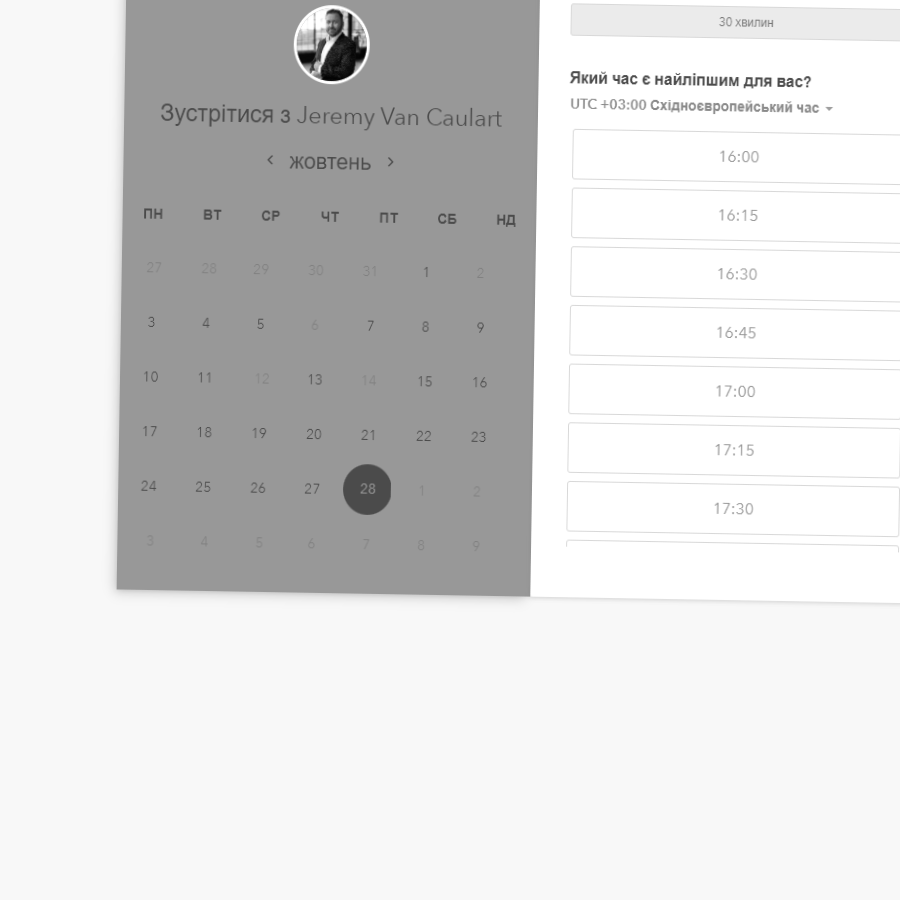 Зустрітися з Jeremy Van Caulart
‹ жовтень ›
ПН ВТ СР ЧТ ПТ СБ НД
27 28 29 30 31 1 2
3 4 5 6 7 8 9
10 11 12 13 14 15 16
17 18 19 20 21 22 23
24 25 26 27 28 1 2
3 4 5 6 7 8 9
30 хвилин
Який час є найліпшим для вас?
UTC +03:00 Східноєвропейський час
16:00
16:15
16:30
16:45
17:00
17:15
17:30